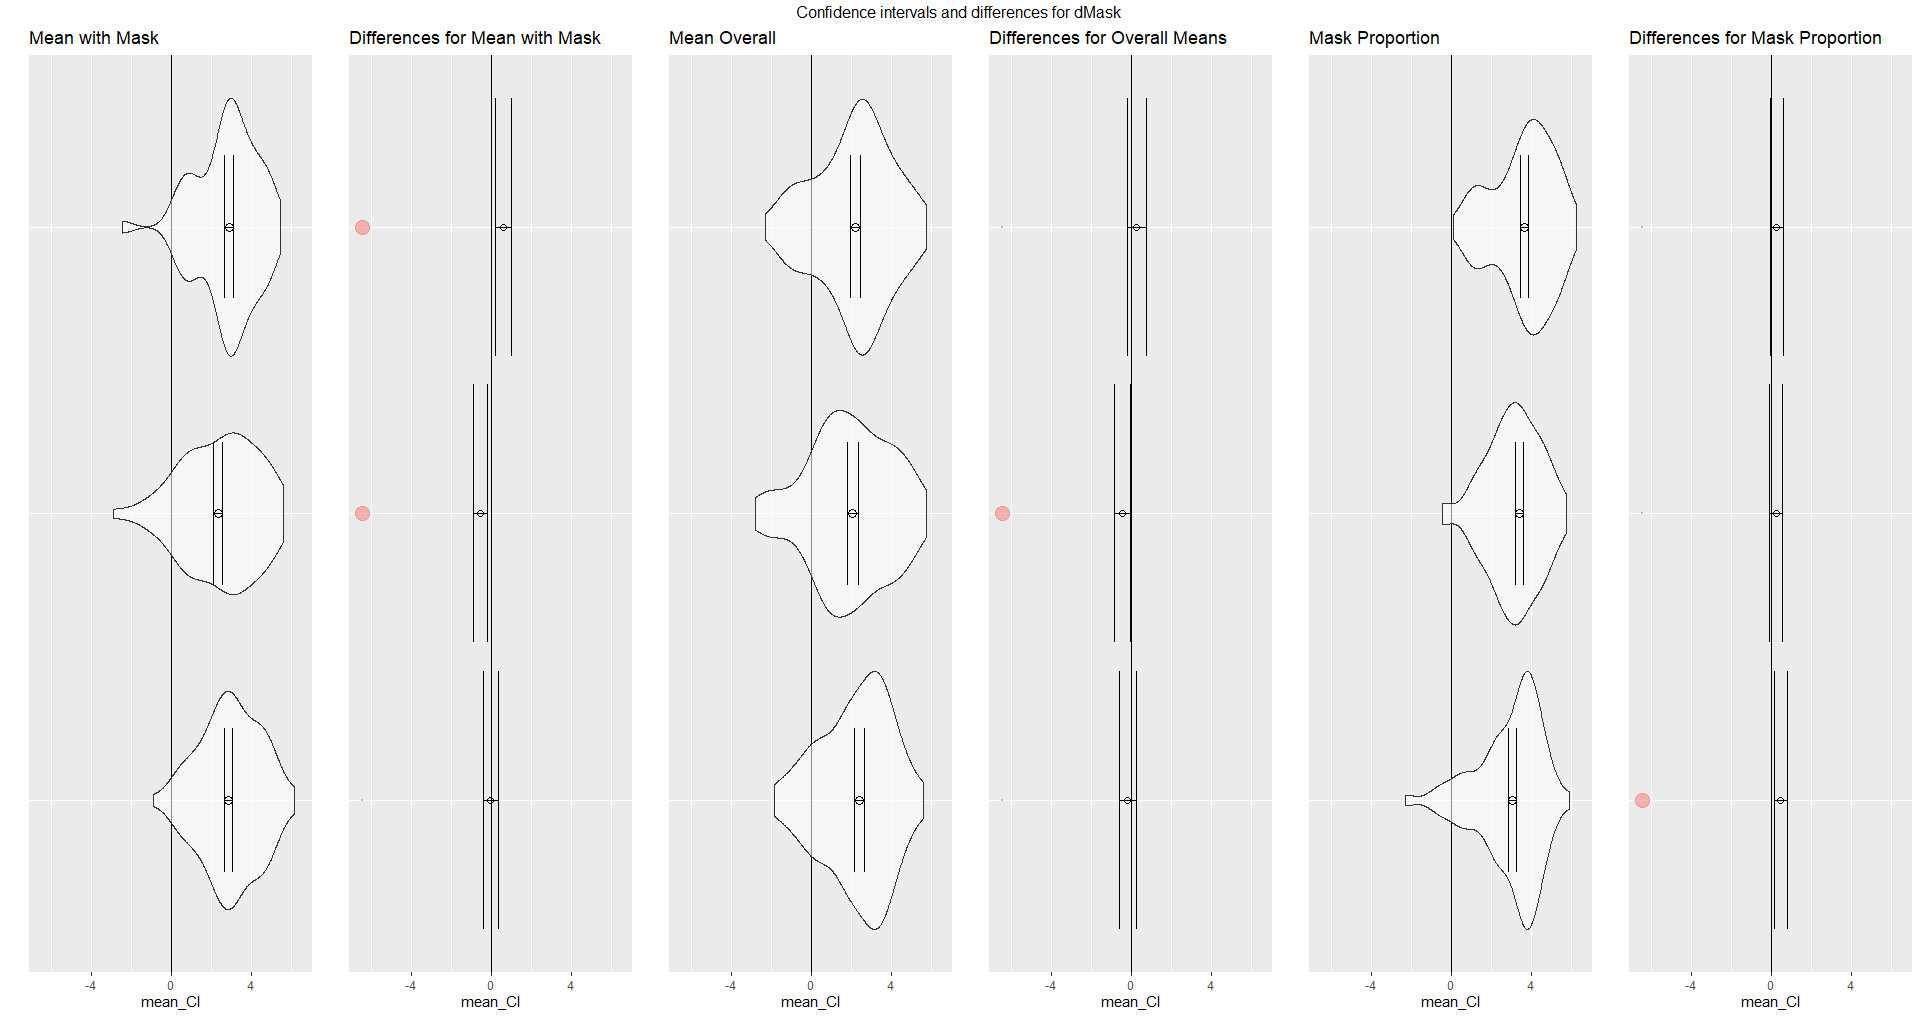 Confidence intervals and differences for dMask
Mean with Mask
Differences for Mean with Mask
Mean Overall
Differences for Overall Means
Mask Proportion
Differences for Mask Proportion
-4 0 4
-4 0 4
-4 0 4
-4 0 4
-4 0 4
-4 0 4
mean_CI
mean_CI
mean_CI
mean_CI
mean_CI
mean_CI